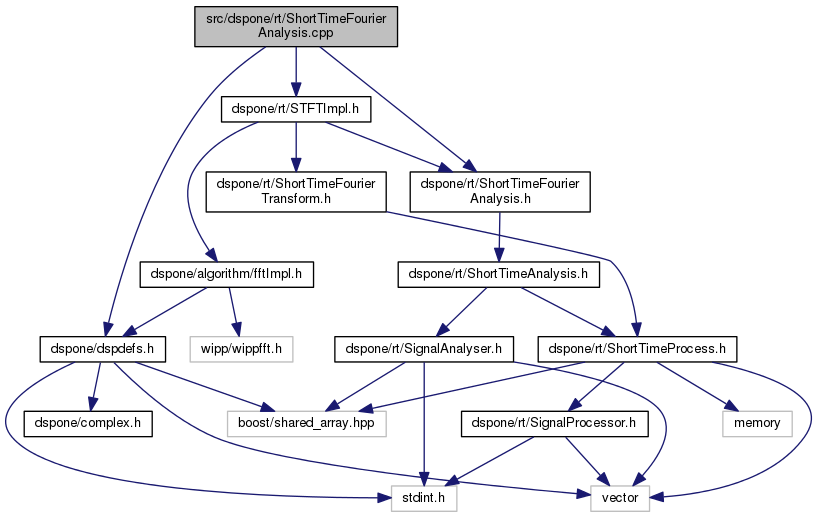 src/dspone/rt/ShortTimeFourier
Analysis.cpp
dspone/rt/STFTImpl.h
dspone/rt/ShortTimeFourier
Transform.h
dspone/rt/ShortTimeFourier
Analysis.h
dspone/algorithm/fftImpl.h
dspone/rt/ShortTimeAnalysis.h
dspone/dspdefs.h
wipp/wippfft.h
dspone/rt/SignalAnalyser.h
dspone/rt/ShortTimeProcess.h
dspone/complex.h
boost/shared_array.hpp
dspone/rt/SignalProcessor.h
memory
stdint.h
vector